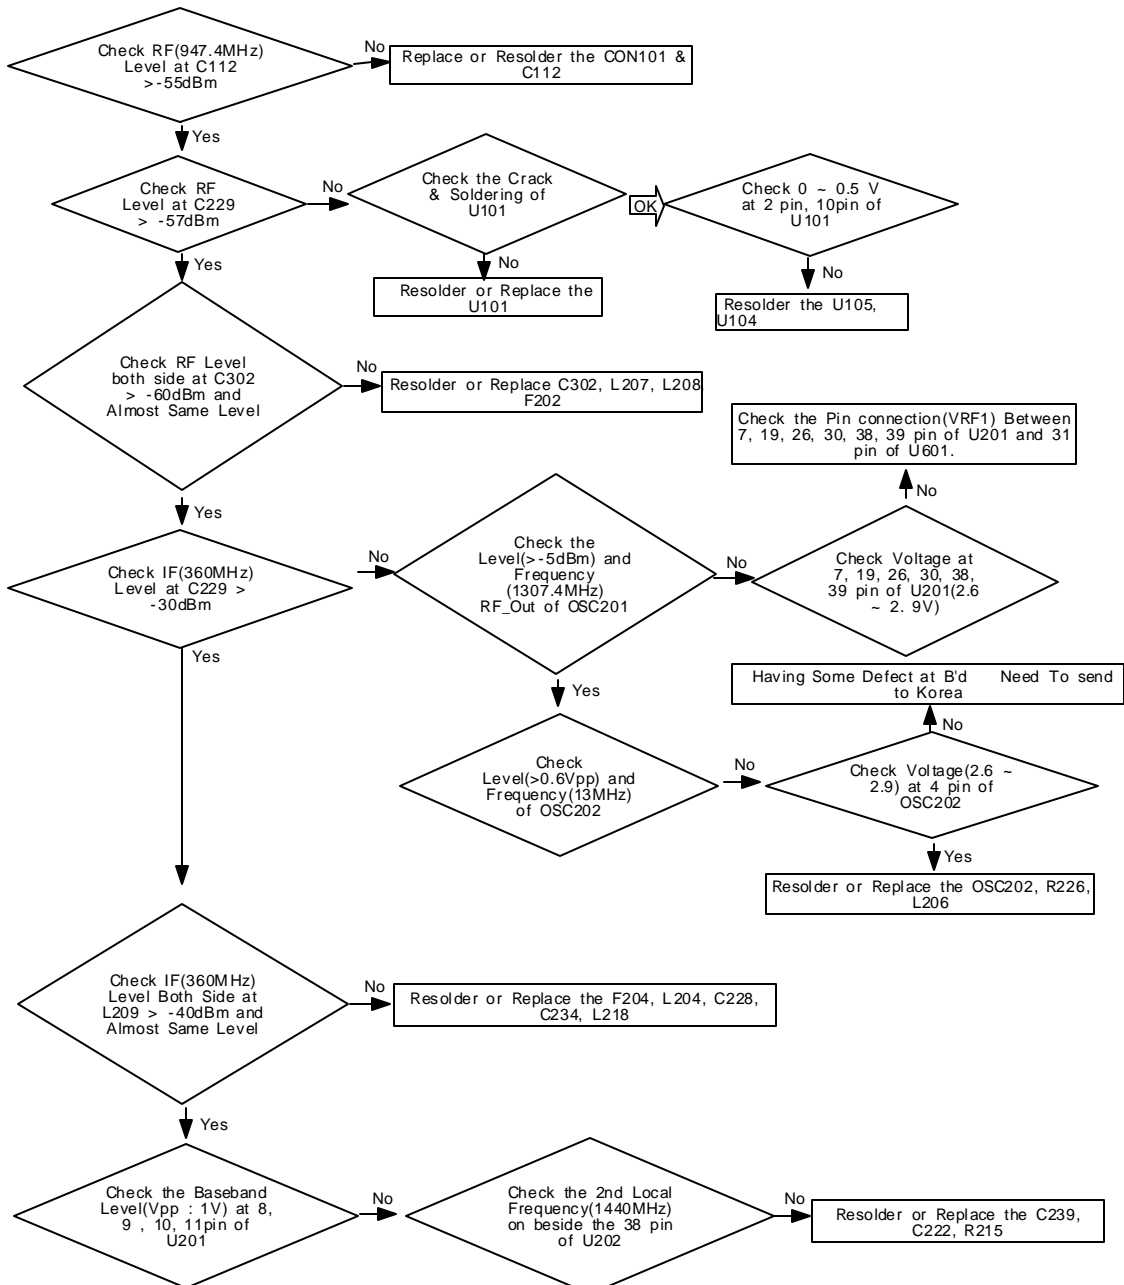 Check RF(947.4MHz)
Level at C112
>-55dBm
No
Replace or Resolder the CON101 &
C112
Yes
Check RF
Level at C229
> -57dBm
No
Check the Crack
& Soldering of
U101
OK
Check 0 ~ 0.5 V
at 2 pin, 10pin of
U101
Yes
No
Resolder or Replace the
U101
No
Resolder the U105,
U104
Check RF Level
both side at C302
> -60dBm and
Almost Same Level
No
Resolder or Replace C302, L207, L208
F202
Check the Pin connection(VRF1) Between
7, 19, 26, 30, 38, 39 pin of U201 and 31
pin of U601.
No
Yes
Check IF(360MHz)
Level at C229 >
-30dBm
No
Check the
Level(>-5dBm) and
Frequency
(1307.4MHz)
RF_Out of OSC201
No
Check Voltage at
7, 19, 26, 30, 38,
39 pin of U201(2.6
~ 2. 9V)
Yes
Yes
Having Some Defect at B'd Need To send
to Korea
No
Check
Level(>0.6Vpp) and
Frequency(13MHz)
of OSC202
No
Check Voltage(2.6 ~
2.9) at 4 pin of
OSC202
Yes
Resolder or Replace the OSC202, R226,
L206
Check IF(360MHz)
Level Both Side at
L209 > -40dBm and
Almost Same Level
No
Resolder or Replace the F204, L204, C228,
C234, L218
Yes
Check the Baseband
Level(Vpp : 1V) at 8,
9 , 10, 11pin of
U201
No
Check the 2nd Local
Frequency(1440MHz)
on beside the 38 pin
of U202
No
Resolder or Replace the C239,
C222, R215